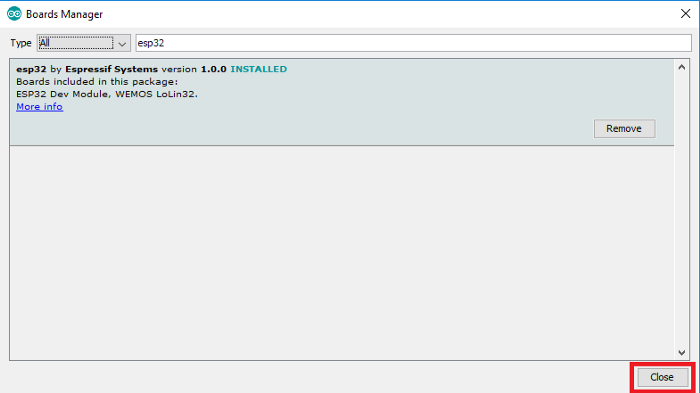 Boards Manager
Type All esp32
esp32 by Espressif Systems version 1.0.0 INSTALLED
Boards included in this package:
ESP32 Dev Module, WEMOS LoLin32.
More info
Remove
Close